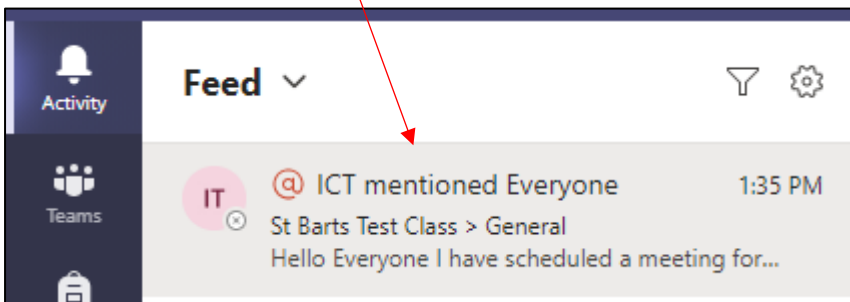 Activity
Feed
Teams
IT
@ ICT mentioned Everyone 1:35 PM
St Barts Test Class > General
Hello Everyone I have scheduled a meeting for...